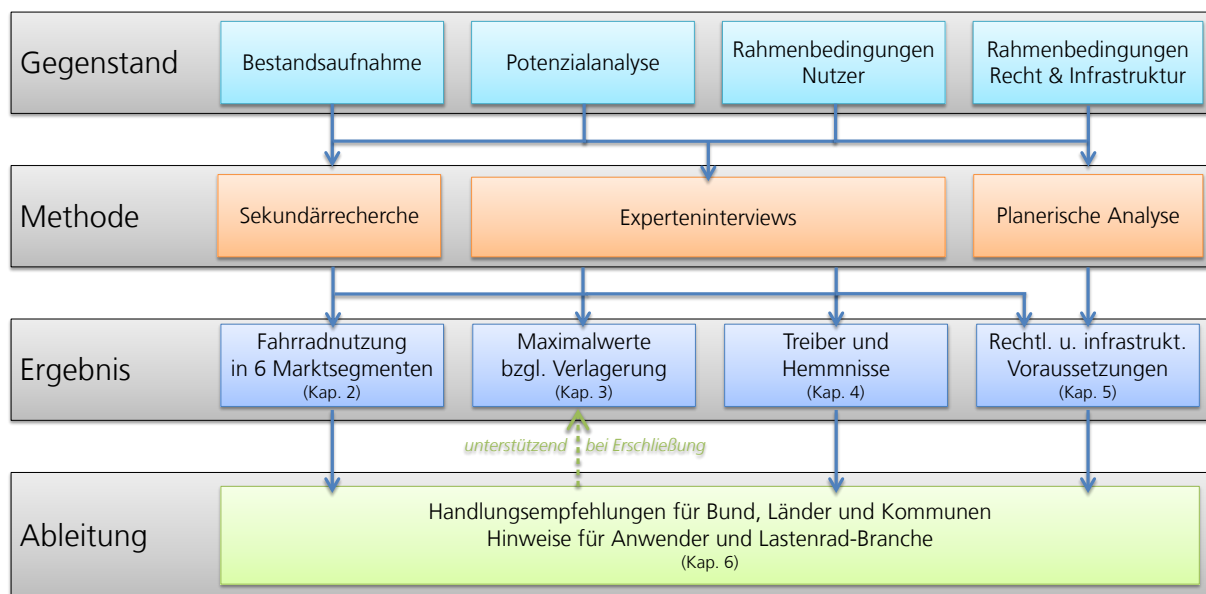 Gegenstand
Bestandsaufnahme
Potenzialanalyse
Rahmenbedingungen
Nutzer
Rahmenbedingungen
Recht & Infrastruktur
Methode
Sekundärrecherche
Experteninterviews
Planerische Analyse
Ergebnis
Fahrradnutzung
in 6 Marktsegmenten
(Kap. 2)
Maximalwerte
bzgl. Verlagerung
(Kap. 3)
Treiber und
Hemmnisse
(Kap. 4)
Rechtl. u. infrastrukt.
Voraussetzungen
(Kap. 5)
unterstützend bei Erschließung
Ableitung
Handlungsempfehlungen für Bund, Länder und Kommunen
Hinweise für Anwender und Lastenrad-Branche
(Kap. 6)